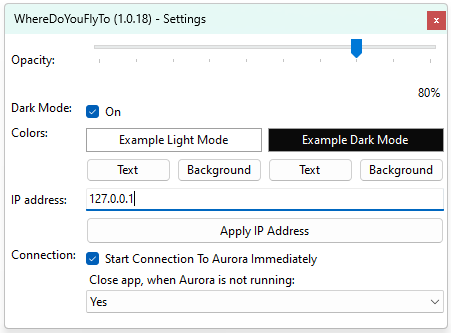 WhereDoYouFlyTo (1.0.18) - Settings
x
Opacity:
80%
Dark Mode: On
Colors: Example Light Mode Example Dark Mode
Text Background Text Background
IP address: 127.0.0.1
Apply IP Address
Connection: Start Connection To Aurora Immediately
Close app, when Aurora is not running:
Yes